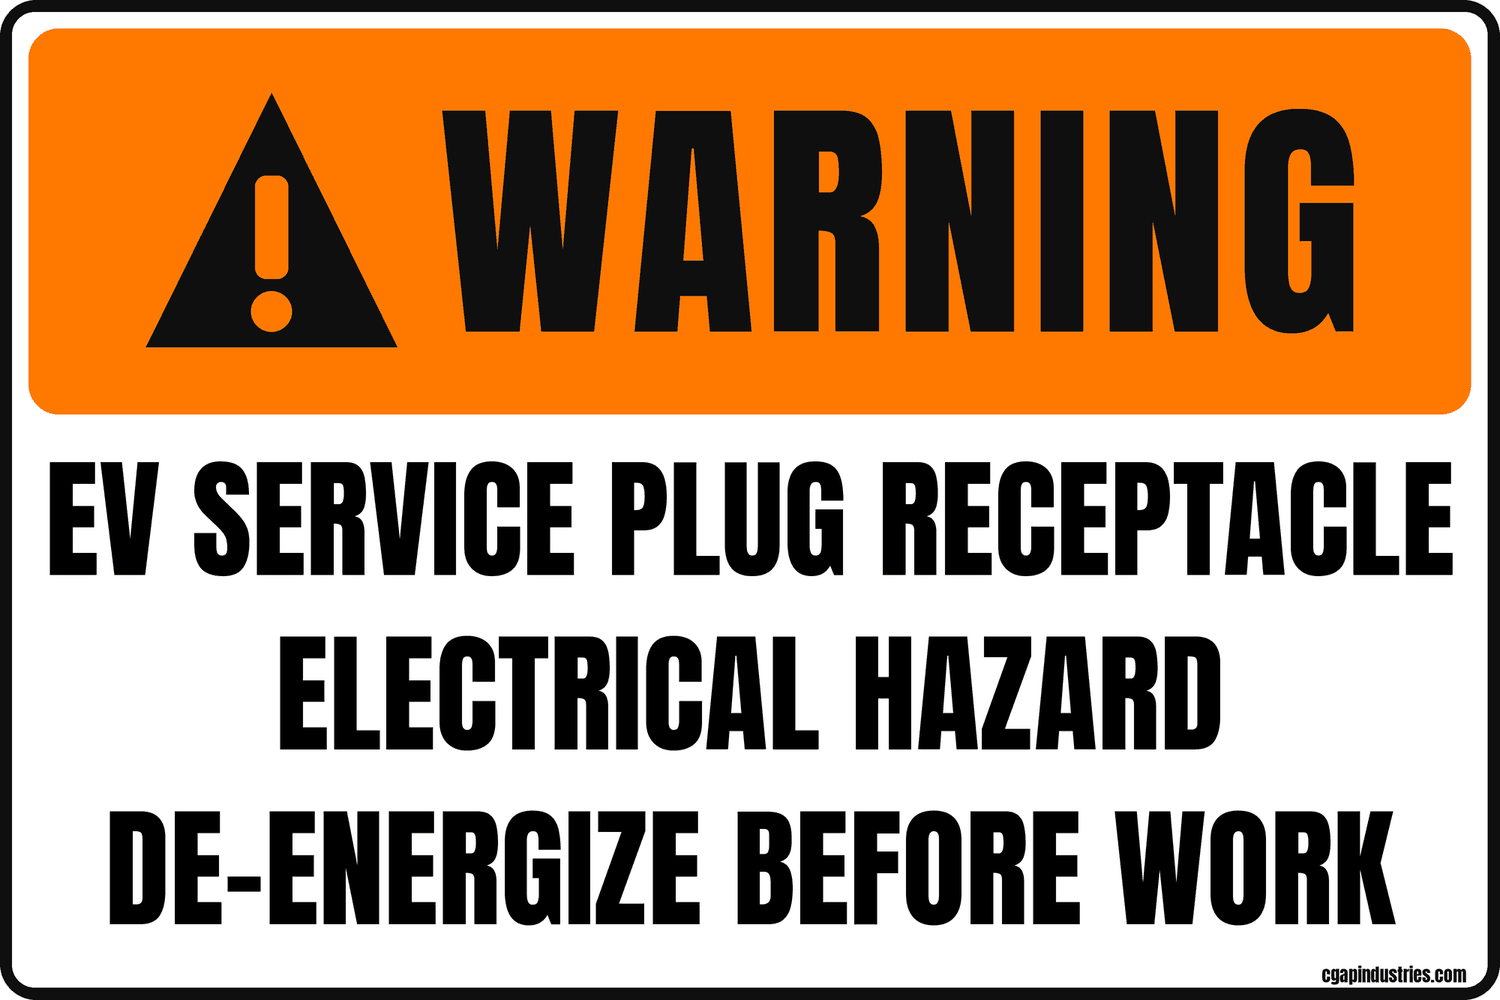 WARNING
EV SERVICE PLUG RECEPTACLE
ELECTRICAL HAZARD
DE-ENERGIZE BEFORE WORK
cgapindustries.com